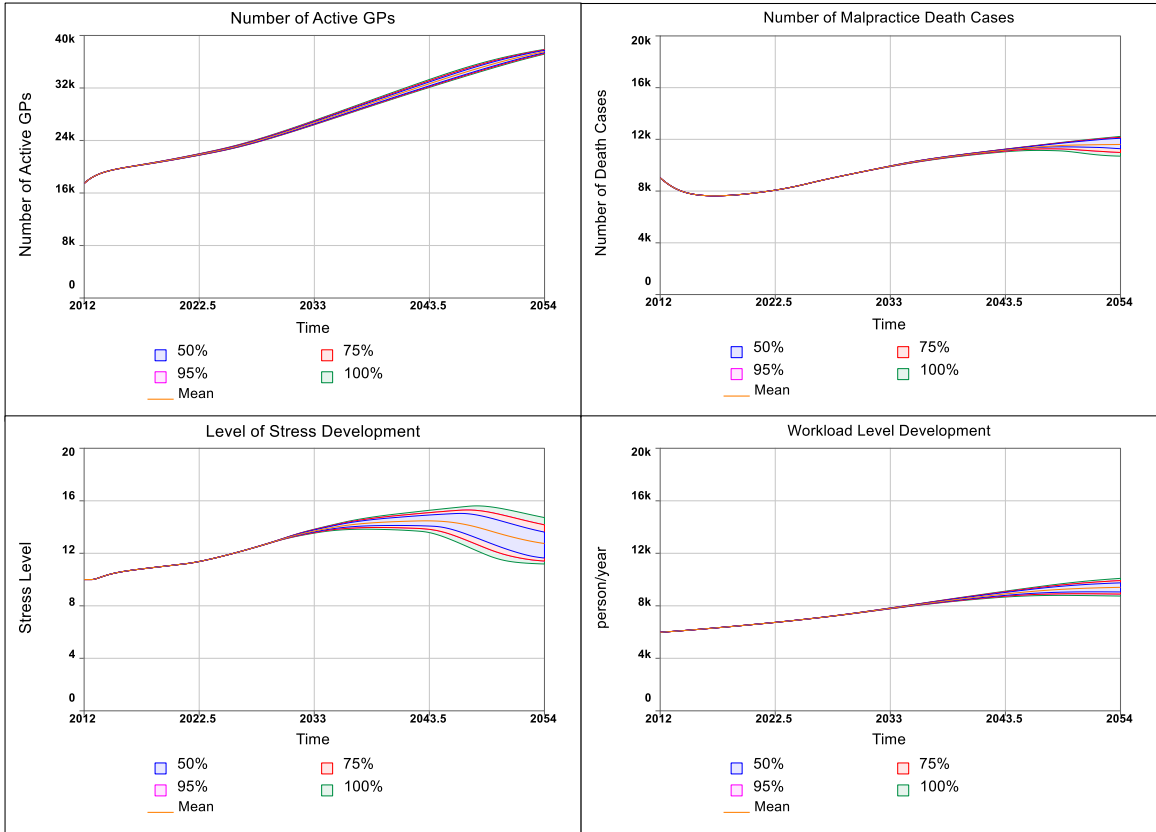 Number of Active GPs
Number of Active GPs
40k
32k
24k
16k
8k
0
2012 2022.5 2033 2043.5 2054
Time
50% 75%
95% 100%
Mean
Number of Malpractice Death Cases
Number of Death Cases
20k
16k
12k
8k
4k
0
2012 2022.5 2033 2043.5 2054
Time
50% 75%
95% 100%
Mean
Level of Stress Development
Stress Level
20
16
12
8
4
0
2012 2022.5 2033 2043.5 2054
Time
50% 75%
95% 100%
Mean
Workload Level Development
person/year
20k
16k
12k
8k
4k
0
2012 2022.5 2033 2043.5 2054
Time
50% 75%
95% 100%
Mean